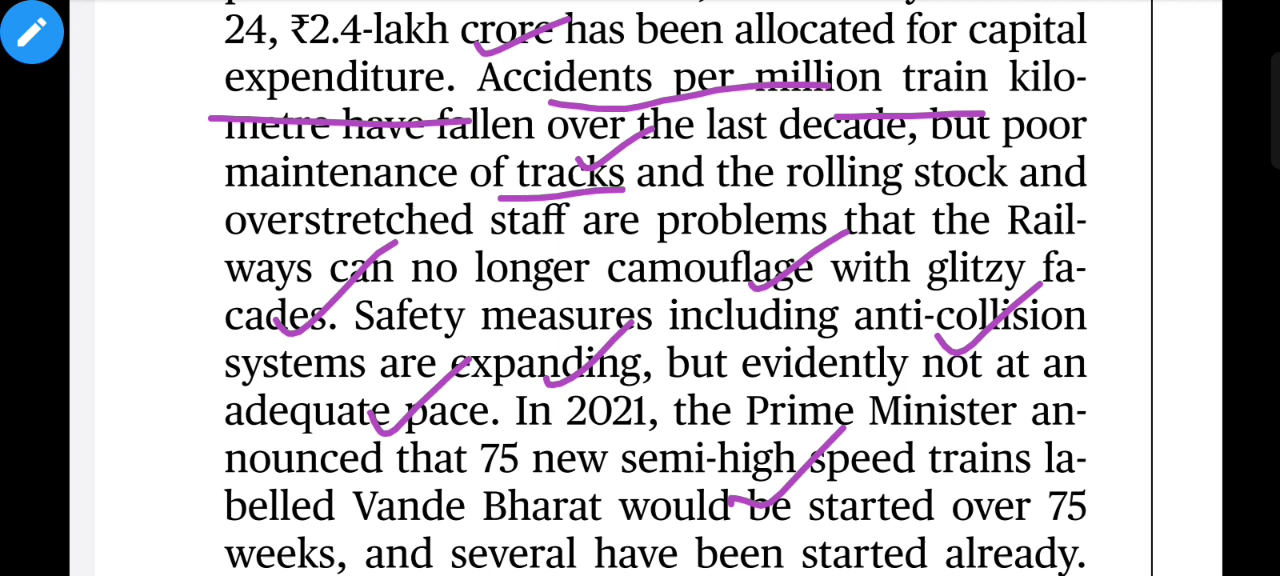 24, ₹2.4-lakh crore has been allocated for capital
expenditure. Accidents per million train kilo-
metre have fallen over the last decade, but poor
maintenance of tracks and the rolling stock and
overstretched staff are problems that the Rail-
ways can no longer camouflage with glitzy fa-
cades. Safety measures including anti-collision
systems are expanding, but evidently not at an
adequate pace. In 2021, the Prime Minister an-
nounced that 75 new semi-high speed trains la-
belled Vande Bharat would be started over 75
weeks, and several have been started already.